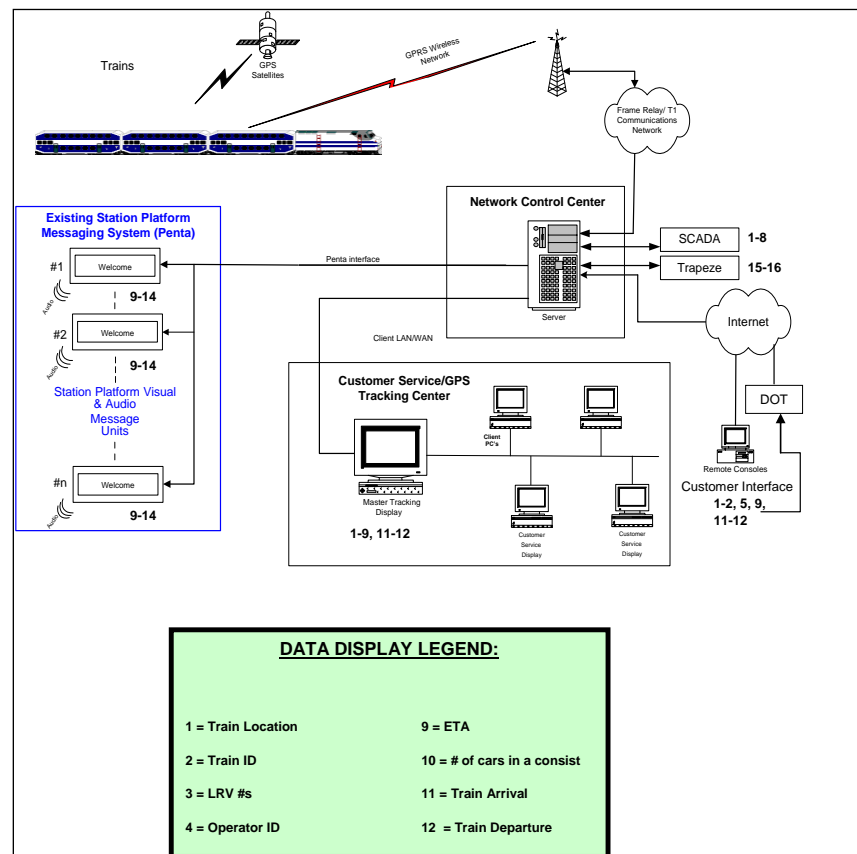 Trains
GPS
Satellites
GPRS Wireless
Network
Frame Relay/ T1
Communications
Network
Existing Station Platform
Messaging System (Penta)
#1
Welcome
Audio
9-14
#2
Welcome
Audio
9-14
Station Platform Visual
& Audio
Message
Units
#n
Welcome
Audio
9-14
Penta interface
Network Control Center
Server
SCADA
1-8
Trapeze
15-16
Internet
DOT
Remote Consoles
Customer Interface
1-2, 5, 9,
11-12
Client LAN/WAN
Customer Service/GPS
Tracking Center
Client
PC's
Master Tracking
Display
1-9, 11-12
Customer
Service
Display
Customer
Service
Display
DATA DISPLAY LEGEND:
1 = Train Location
9 = ETA
2 = Train ID
10 = # of cars in a consist
3 = LRV #s
11 = Train Arrival
4 = Operator ID
12 = Train Departure